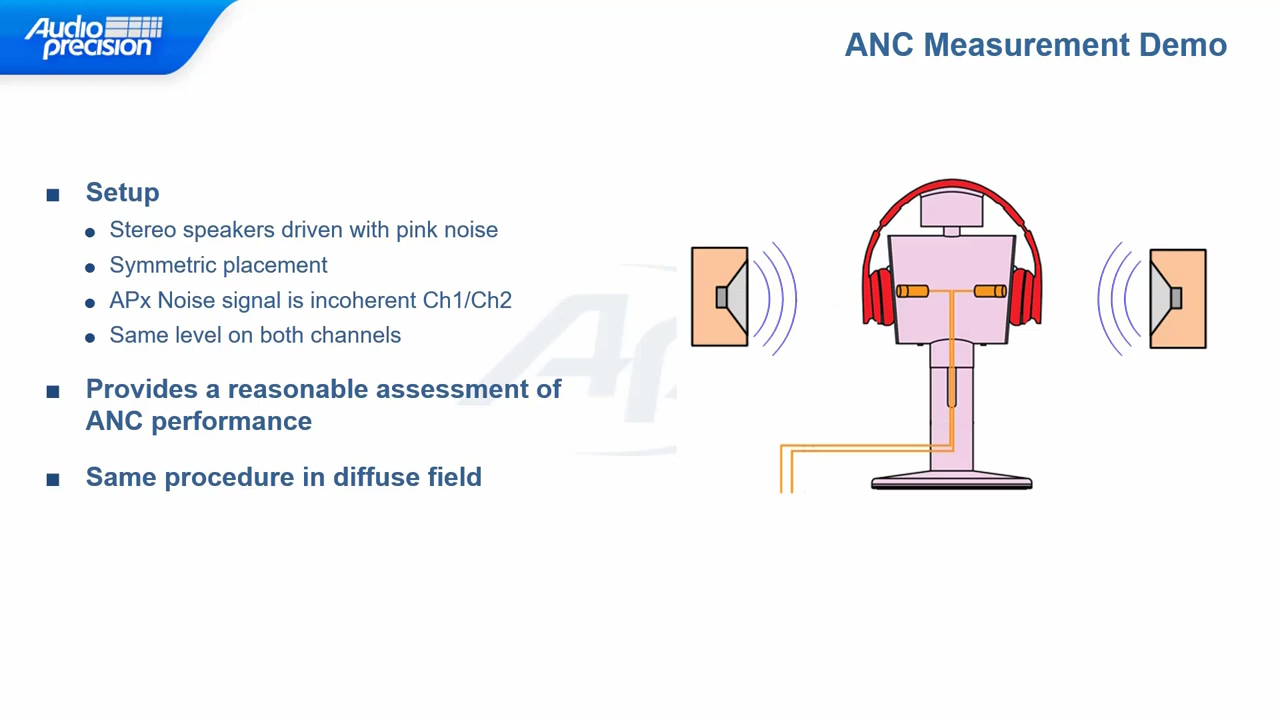 Audio
precision
ANC Measurement Demo
■ Setup
● Stereo speakers driven with pink noise
● Symmetric placement
● APx Noise signal is incoherent Ch1/Ch2
● Same level on both channels
■ Provides a reasonable assessment of
ANC performance
■ Same procedure in diffuse field